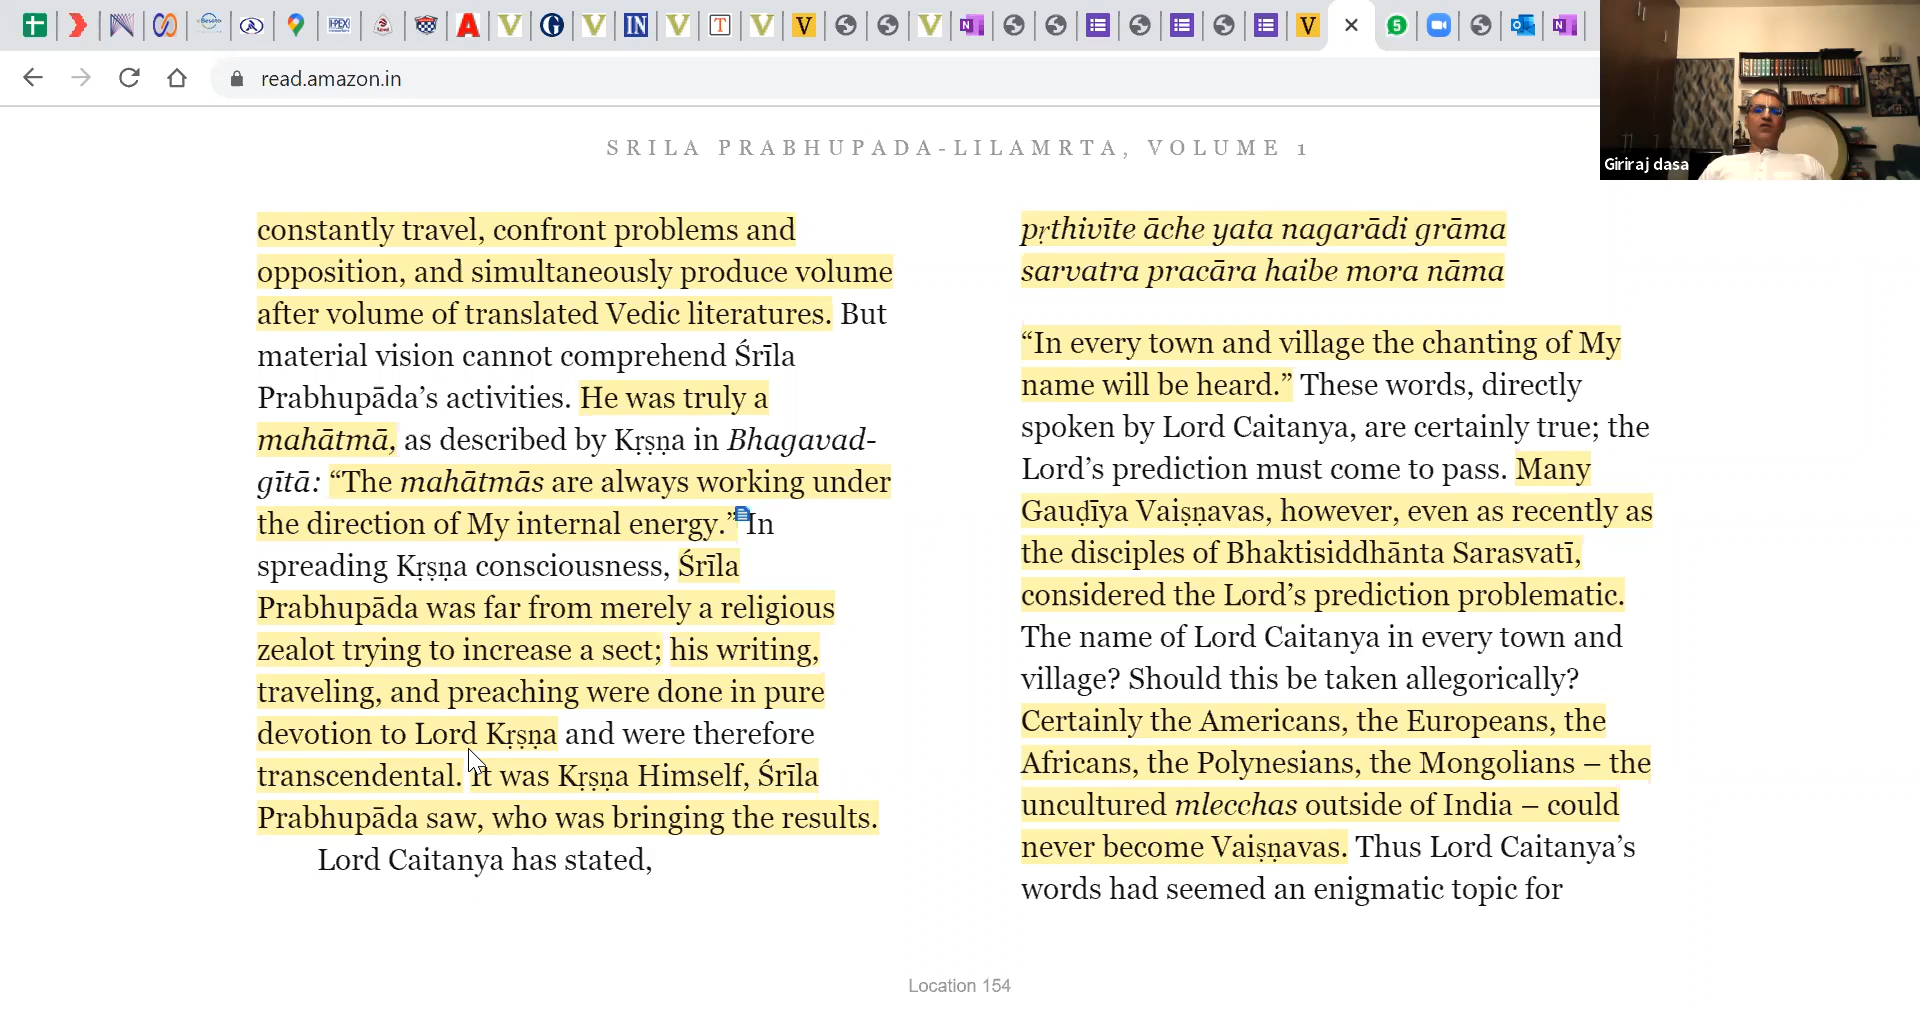 read.amazon.in
SRILA PRABHUPADA-LILAMRTA, VOLUME 1
Giriraj dasa
constantly travel, confront problems and
opposition, and simultaneously produce volume
after volume of translated Vedic literatures. But
material vision cannot comprehend Śrīla
Prabhupāda’s activities. He was truly a
mahātmā, as described by Kṛṣṇa in Bhagavad-
gītā: “The mahātmās are always working under
the direction of My internal energy.” In
spreading Kṛṣṇa consciousness, Śrīla
Prabhupāda was far from merely a religious
zealot trying to increase a sect; his writing,
traveling, and preaching were done in pure
devotion to Lord Kṛṣṇa and were therefore
transcendental. It was Kṛṣṇa Himself, Śrīla
Prabhupāda saw, who was bringing the results.
Lord Caitanya has stated,
pṛthivīte āche yata nagarādi grāma
sarvatra pracāra haibe mora nāma
“In every town and village the chanting of My
name will be heard.” These words, directly
spoken by Lord Caitanya, are certainly true; the
Lord’s prediction must come to pass. Many
Gauḍīya Vaiṣṇavas, however, even as recently as
the disciples of Bhaktisiddhānta Sarasvatī,
considered the Lord’s prediction problematic.
The name of Lord Caitanya in every town and
village? Should this be taken allegorically?
Certainly the Americans, the Europeans, the
Africans, the Polynesians, the Mongolians – the
uncultured mlecchas outside of India – could
never become Vaiṣṇavas. Thus Lord Caitanya’s
words had seemed an enigmatic topic for
Location 154